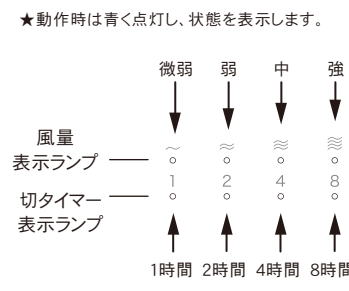 ★動作時は青く点灯し、状態を表示します。
微弱 弱 中 強
風量
表示ランプ
1 2 4 8
切タイマー
表示ランプ
1時間 2時間 4時間 8時間